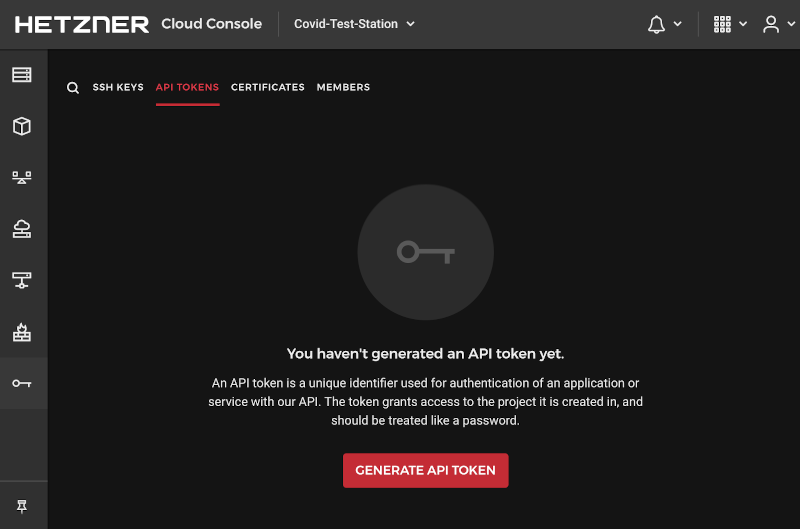 HETZNER Cloud Console Covid-Test-Station
SSH KEYS API TOKENS CERTIFICATES MEMBERS
You haven't generated an API token yet.
An API token is a unique identifier used for authentication of an application or
service with our API. The token grants access to the project it is created in, and
should be treated like a password.
GENERATE API TOKEN